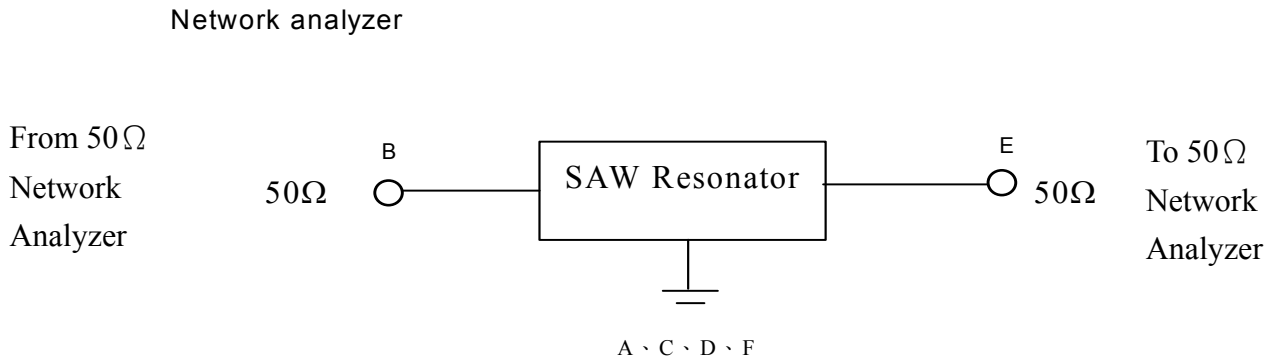 Network analyzer
From 50Ω
Network
Analyzer
50Ω
B
SAW Resonator
E
50Ω
To 50Ω
Network
Analyzer
A、C、D、F